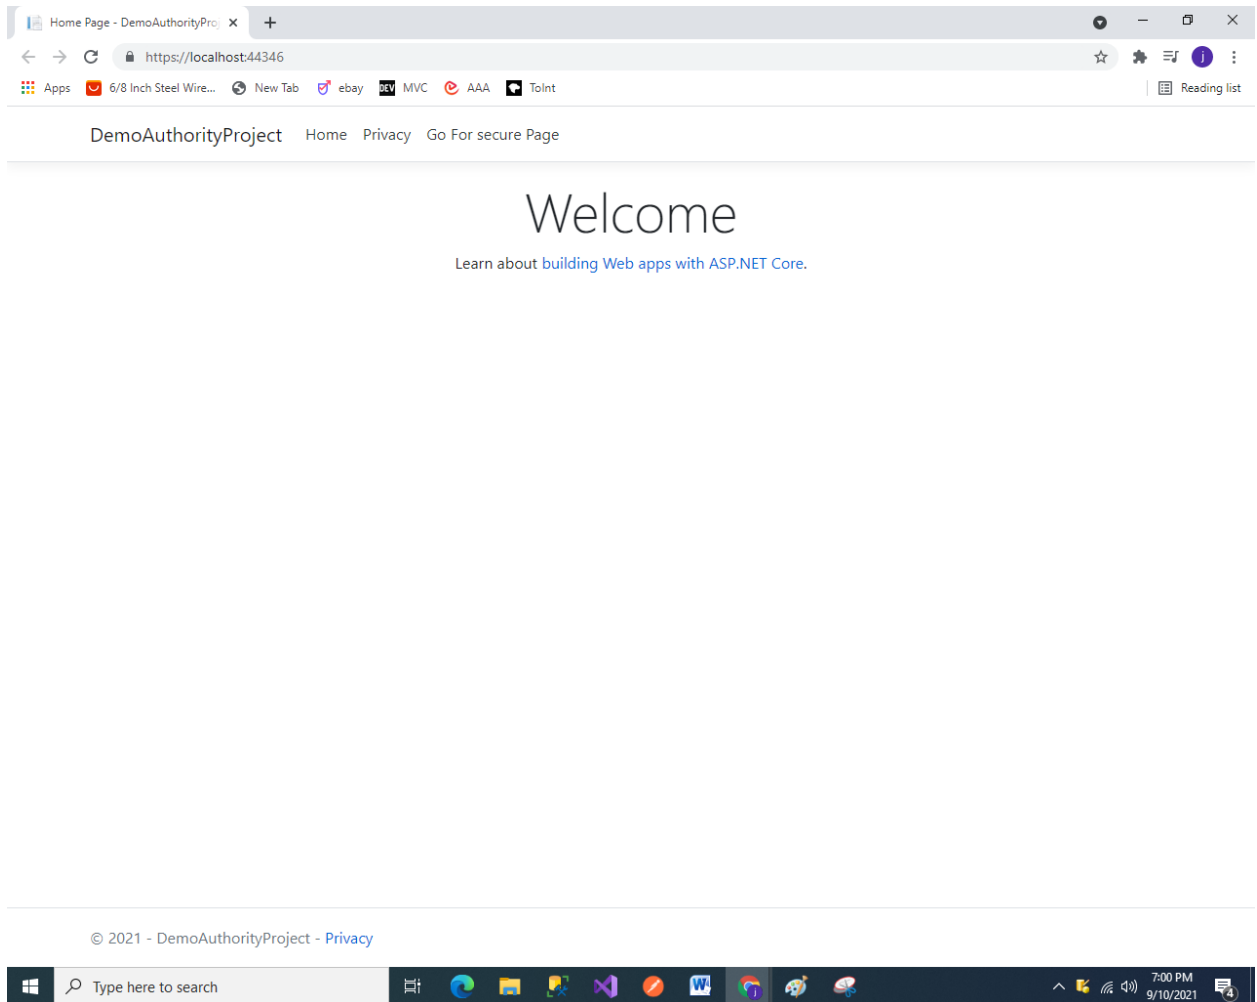 Home Page - DemoAuthorityProj
https://localhost:44346
Apps 6/8 Inch Steel Wire... New Tab ebay DEV MVC AAA ToInt Reading list
DemoAuthorityProject Home Privacy Go For secure Page
Welcome
Learn about building Web apps with ASP.NET Core.
© 2021 - DemoAuthorityProject - Privacy
Type here to search
7:00 PM
9/10/2021
4